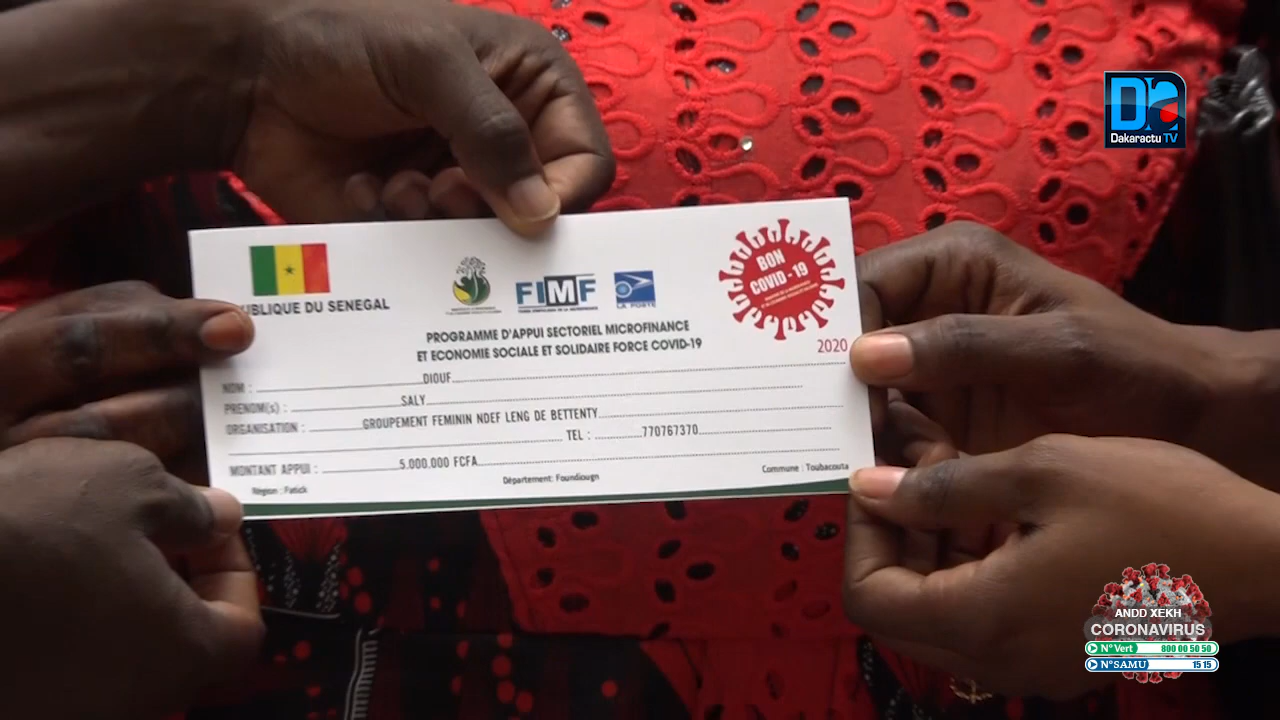 Dakaractu TV
UBLIQUE DU SENEGAL
FIMF
LA POSTE
BON
COVID - 19
2020
PROGRAMME D'APPUI SECTORIEL MICROFINANCE
ET ECONOMIE SOCIALE ET SOLIDAIRE FORCE COVID-19
NOM : DIOUF
PRENOM(s) : SALY
ORGANISATION : GROUPEMENT FEMININ NDEF LENG DE BETTENTY
TEL : 770767370
MONTANT APPUI : 5.000.000 FCFA
Région : Fatick Département: Foundiougn Commune : Toubacouta
ANDD XEKH
CORONAVIRUS
N°Vert 800 00 50 50
N°SAMU 15 15